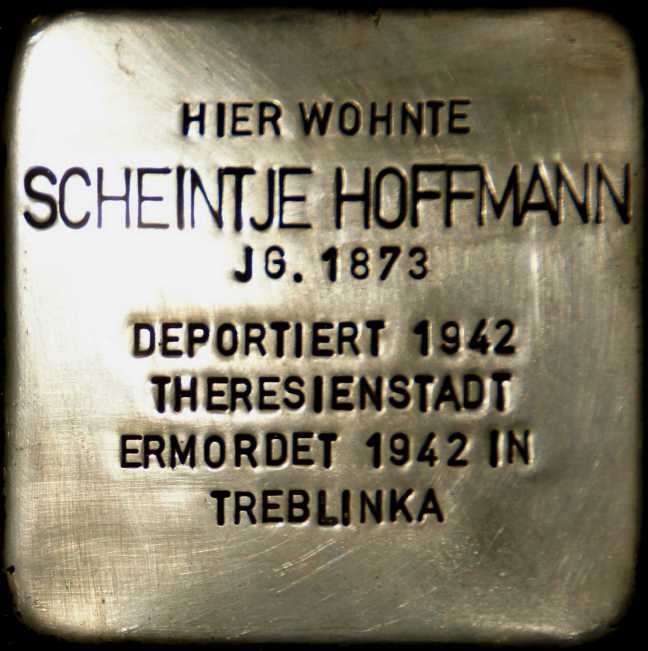 HIER WOHNTE
SCHEINTJE HOFFMANN
JG. 1873
DEPORTIERT 1942
THERESIENSTADT
ERMORDET 1942 IN
TREBLINKA